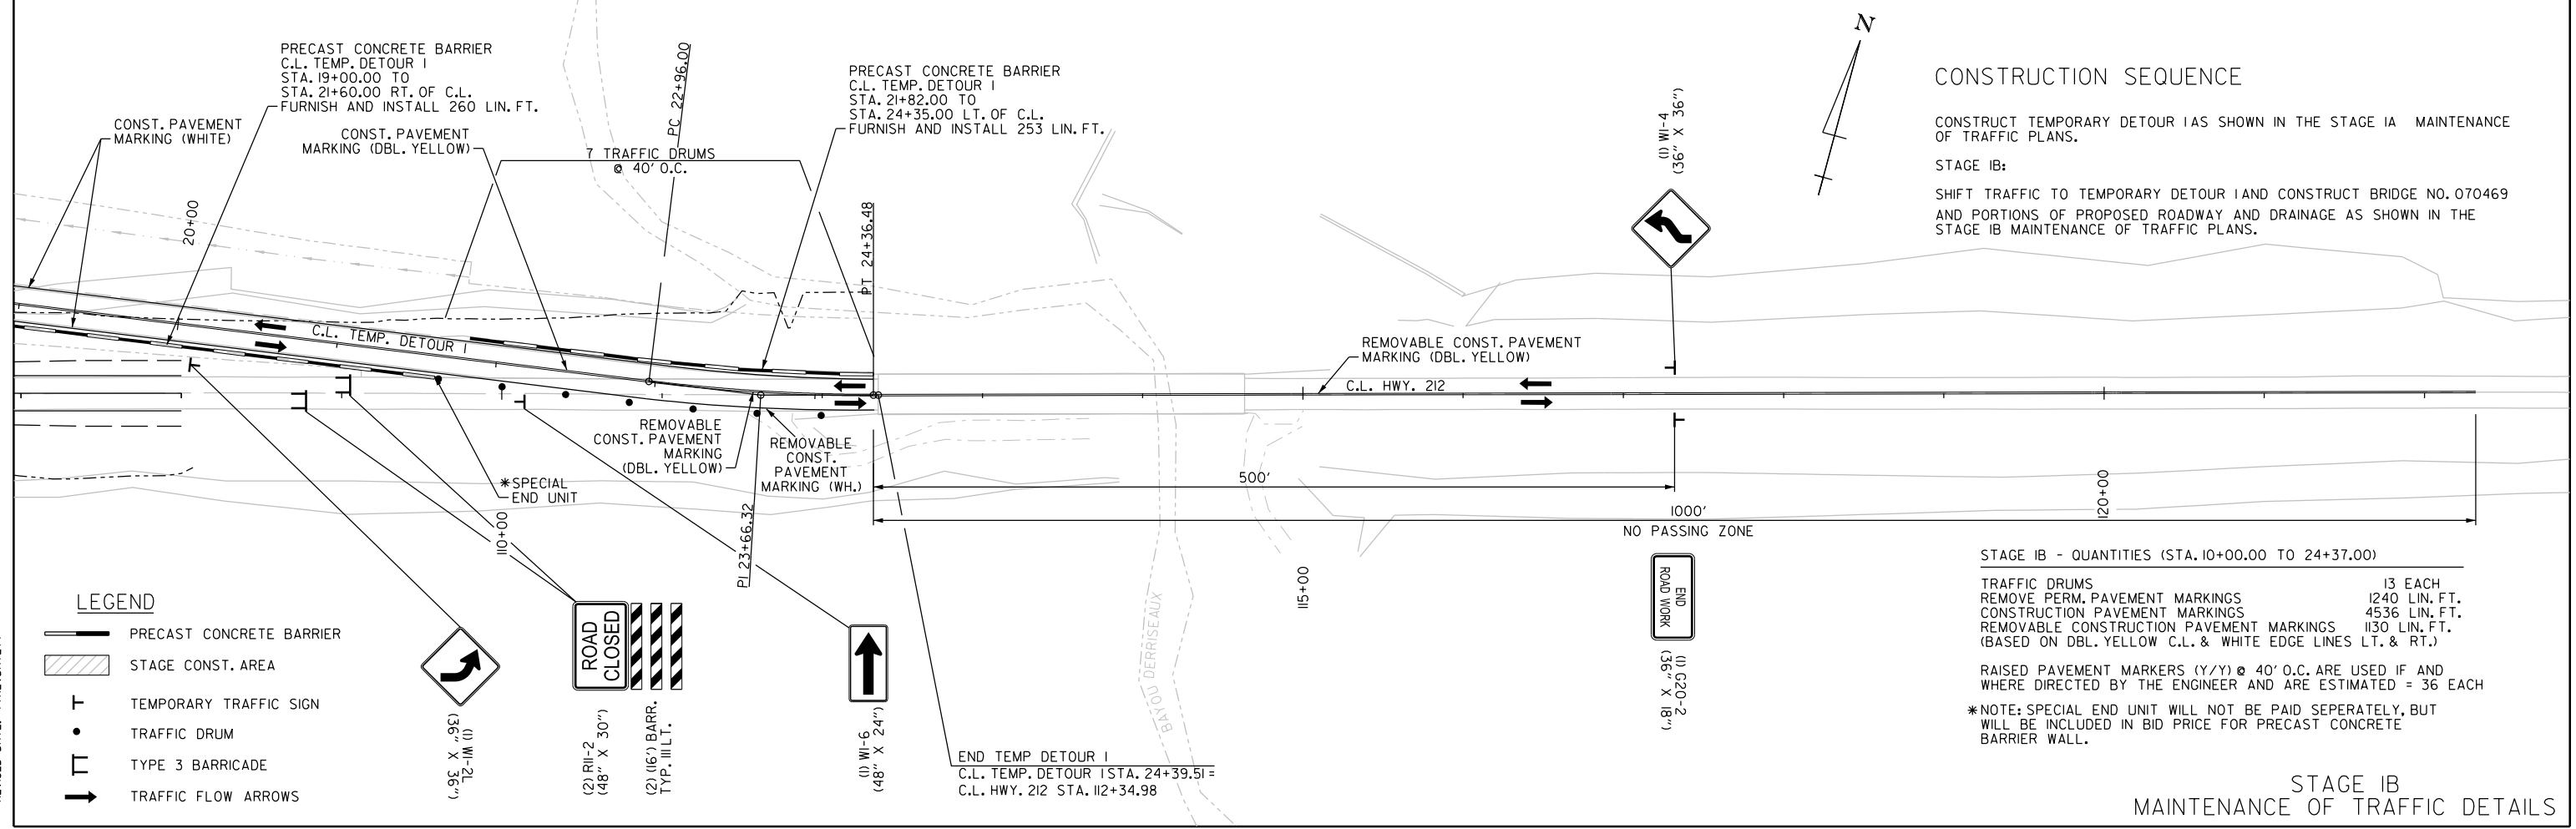 PRECAST CONCRETE BARRIER
C.L. TEMP. DETOUR 1
STA. 19+00.00 TO
STA. 21+60.00 RT. OF C.L.
FURNISH AND INSTALL 260 LIN. FT.
CONST. PAVEMENT
MARKING (WHITE)
CONST. PAVEMENT
MARKING (DBL. YELLOW)
7 TRAFFIC DRUMS
@ 40' O.C.
PC 22+96.00
PRECAST CONCRETE BARRIER
C.L. TEMP. DETOUR 1
STA. 21+82.00 TO
STA. 24+35.00 LT. OF C.L.
FURNISH AND INSTALL 253 LIN. FT.
PT 24+36.48
20+00
C.L. TEMP. DETOUR 1
(1) W1-4
(36" X 36")
N
CONSTRUCTION SEQUENCE
CONSTRUCT TEMPORARY DETOUR 1 AS SHOWN IN THE STAGE 1A MAINTENANCE
OF TRAFFIC PLANS.
STAGE 1B:
SHIFT TRAFFIC TO TEMPORARY DETOUR 1 AND CONSTRUCT BRIDGE NO. 070469
AND PORTIONS OF PROPOSED ROADWAY AND DRAINAGE AS SHOWN IN THE
STAGE 1B MAINTENANCE OF TRAFFIC PLANS.
REMOVABLE CONST. PAVEMENT
MARKING (DBL. YELLOW)
C.L. HWY. 212
REMOVABLE
CONST. PAVEMENT
MARKING
(DBL. YELLOW)
REMOVABLE
CONST.
PAVEMENT
MARKING (WH.)
*SPECIAL
END UNIT
110+00
PI 23+66.32
500'
1000'
NO PASSING ZONE
115+00
120+00
BAYOU DERRISEAUX
LEGEND
PRECAST CONCRETE BARRIER
STAGE CONST. AREA
TEMPORARY TRAFFIC SIGN
TRAFFIC DRUM
TYPE 3 BARRICADE
TRAFFIC FLOW ARROWS
(1) W1-2L
(36" X 36")
ROAD
CLOSED
(2) R11-2
(48" X 30")
(2) (16') BARR.
TYP. III LT.
(1) W1-6
(48" X 24")
END TEMP DETOUR 1
C.L. TEMP. DETOUR 1 STA. 24+39.51 =
C.L. HWY. 212 STA. 112+34.98
END
ROAD WORK
(1) G20-2
(36" X 18")
STAGE 1B - QUANTITIES (STA. 10+00.00 TO 24+37.00)
TRAFFIC DRUMS 13 EACH
REMOVE PERM. PAVEMENT MARKINGS 1240 LIN. FT.
CONSTRUCTION PAVEMENT MARKINGS 4536 LIN. FT.
REMOVABLE CONSTRUCTION PAVEMENT MARKINGS 1130 LIN. FT.
(BASED ON DBL. YELLOW C.L. & WHITE EDGE LINES LT. & RT.)
RAISED PAVEMENT MARKERS (Y/Y) @ 40' O.C. ARE USED IF AND
WHERE DIRECTED BY THE ENGINEER AND ARE ESTIMATED = 36 EACH
*NOTE: SPECIAL END UNIT WILL NOT BE PAID SEPERATELY, BUT
WILL BE INCLUDED IN BID PRICE FOR PRECAST CONCRETE
BARRIER WALL.
STAGE 1B
MAINTENANCE OF TRAFFIC DETAILS